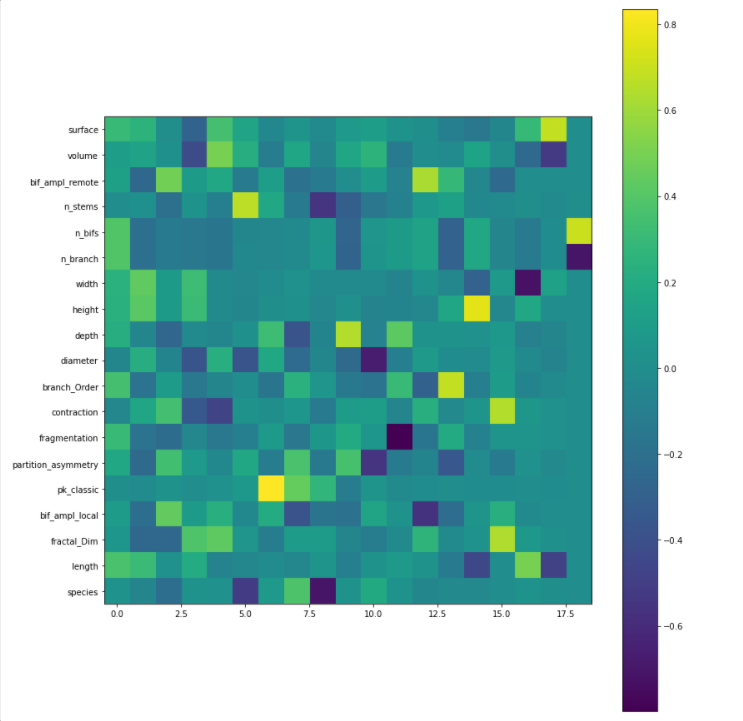 surface
volume
bif_ampl_remote
n_stems
n_bifs
n_branch
width
height
depth
diameter
branch_Order
contraction
fragmentation
partition_asymmetry
pk_classic
bif_ampl_local
fractal_Dim
length
species
0.0 2.5 5.0 7.5 10.0 12.5 15.0 17.5
0.8
0.6
0.4
0.2
0.0
−0.2
−0.4
−0.6